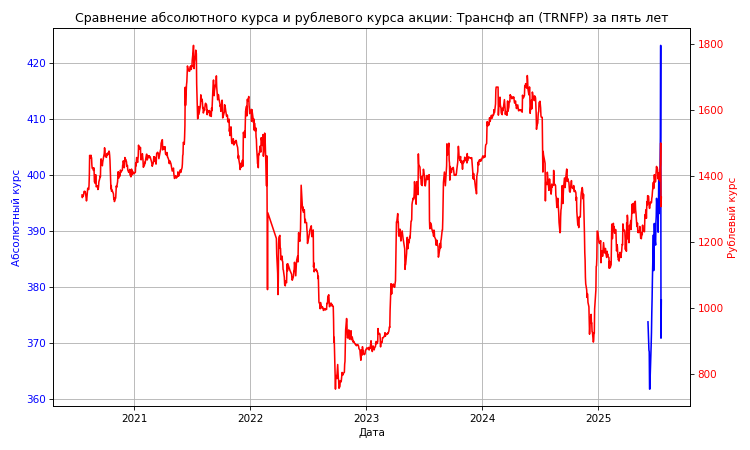 Сравнение абсолютного курса и рублевого курса акции: Транснф ап (TRNFP) за пять лет
420
410
400
390
380
370
360
Абсолютный курс
1800
1600
1400
1200
1000
800
Рублевый курс
2021 2022 2023 2024 2025
Дата